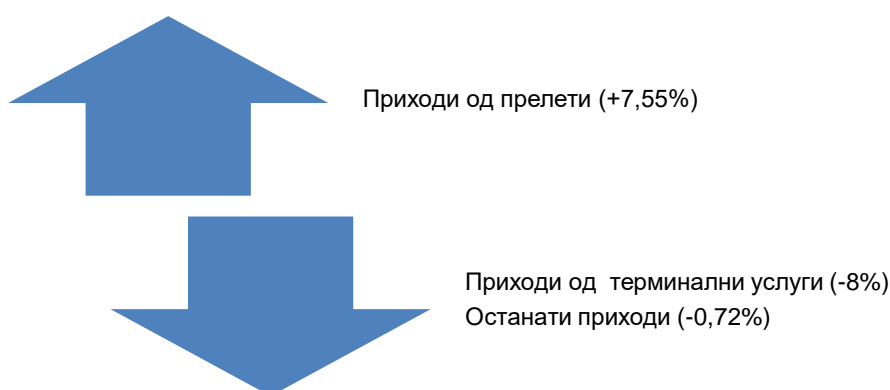 Приходи од прелети (+7,55%)
Приходи од терминални услуги (-8%)
Останати приходи (-0,72%)